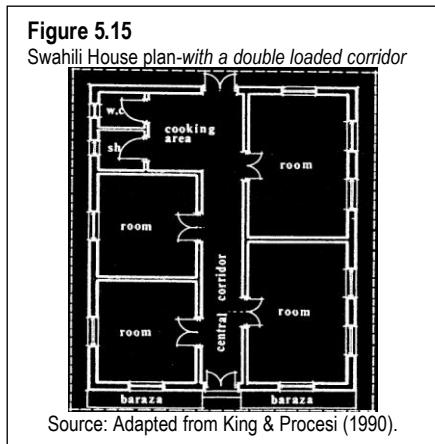 Figure 5.15
Swahili House plan-with a double loaded corridor
w.c
cooking
area
sh
room
room
central corridor
room
room
baraza
baraza
Source: Adapted from King & Procesi (1990).